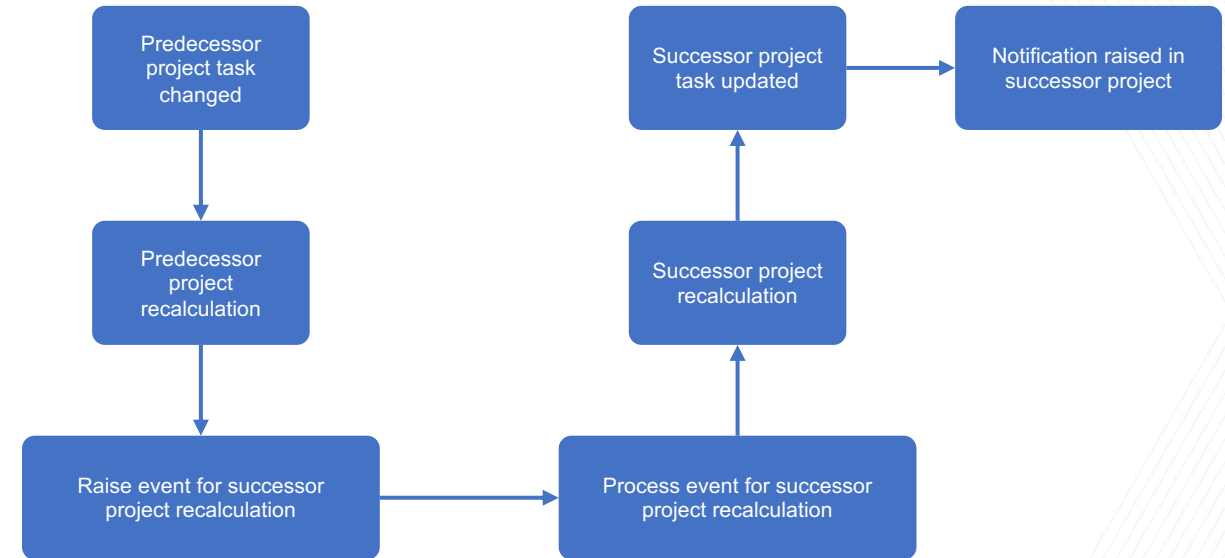 Predecessor
project task
changed
Predecessor
project
recalculation
Raise event for successor
project recalculation
Process event for successor
project recalculation
Successor project
recalculation
Successor project
task updated
Notification raised in
successor project